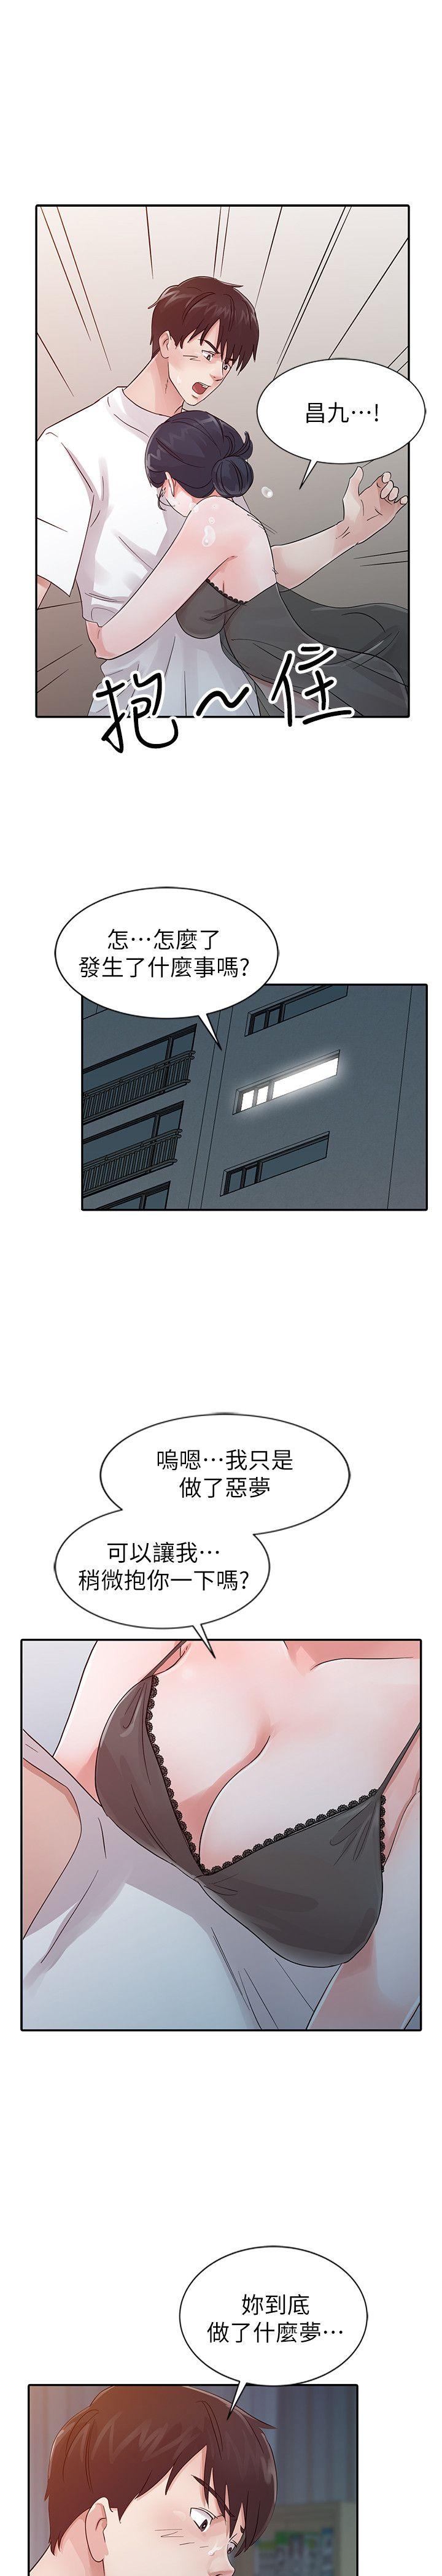 昌九⋯!
抱～住
怎⋯怎麼了
發生了什麼事嗎?
嗚嗯⋯我只是
做了惡夢
可以讓我⋯
稍微抱你一下嗎?
妳到底
做了什麼夢⋯